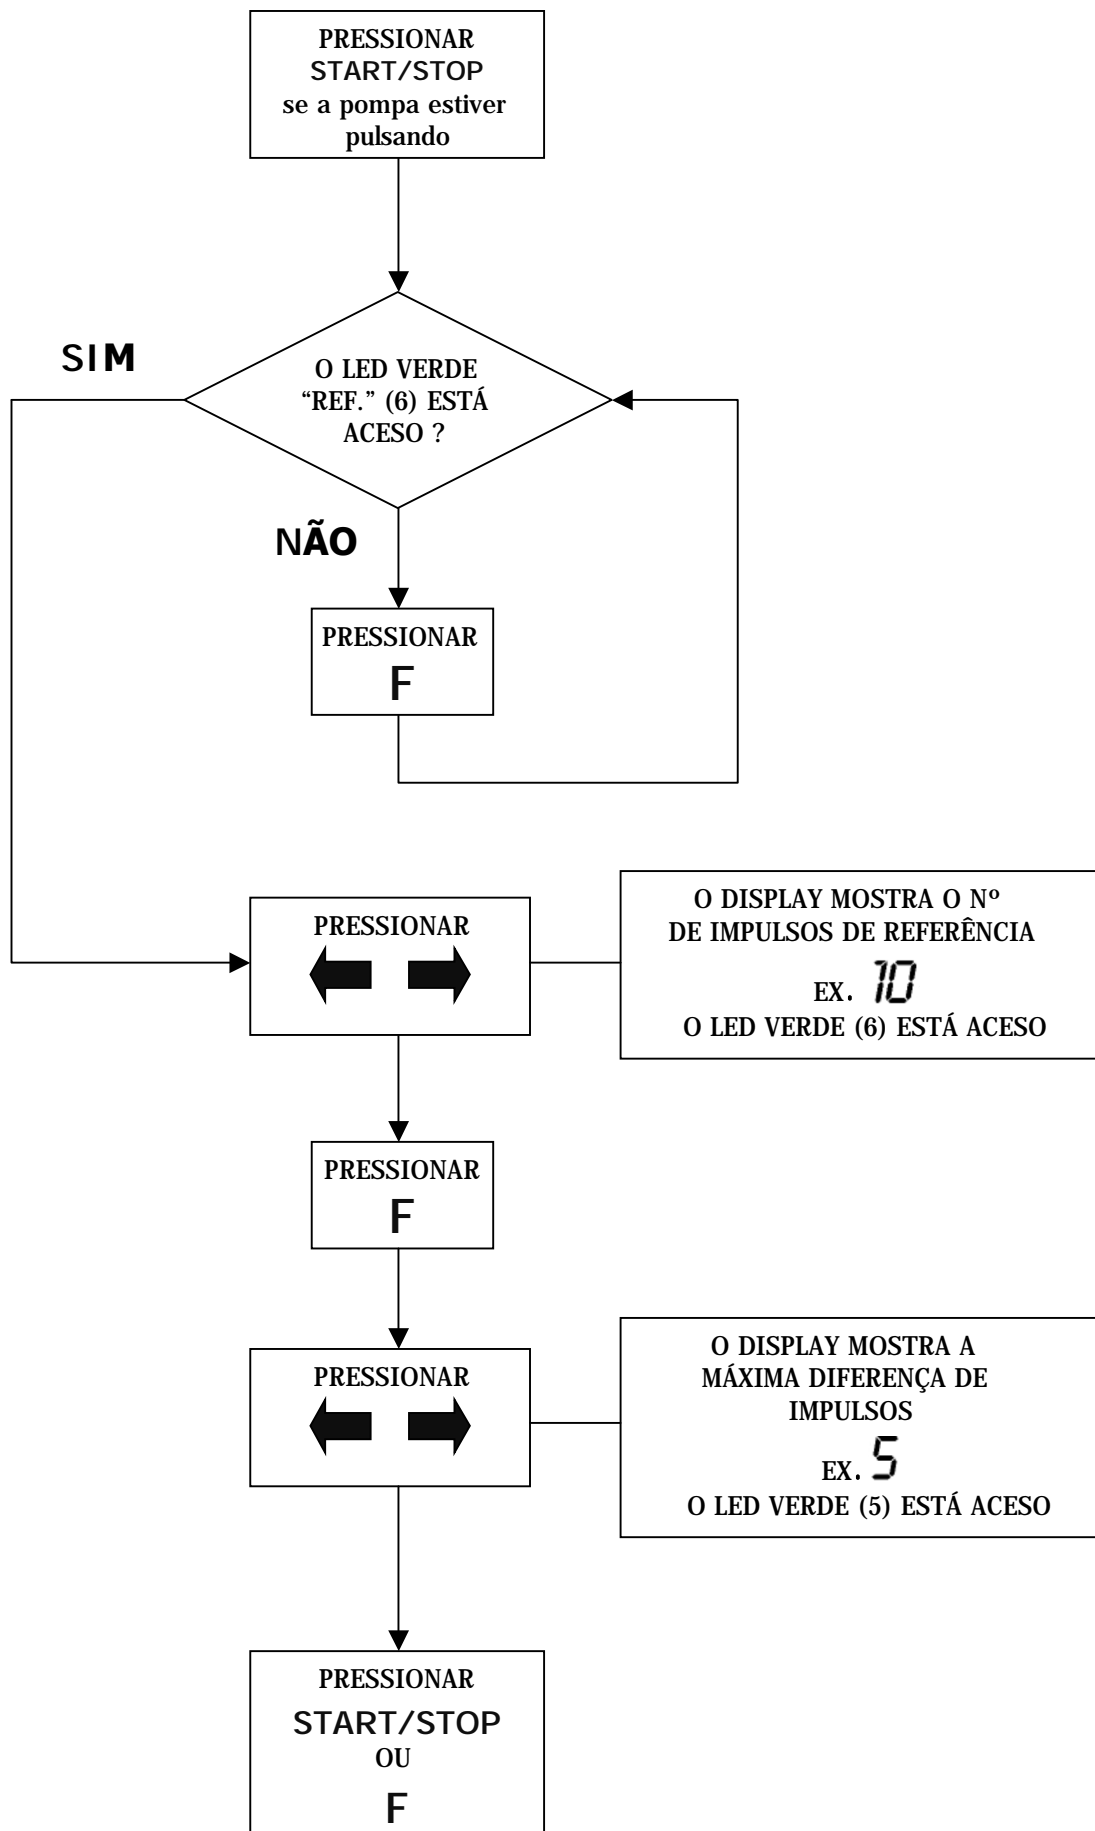 PRESSIONAR
START/STOP
se a pompa estiver
pulsando
SIM
O LED VERDE
“REF.” (6) ESTÁ
ACESO ?
NÃO
PRESSIONAR
F
PRESSIONAR
O DISPLAY MOSTRA O Nº
DE IMPULSOS DE REFERÊNCIA
EX. 10
O LED VERDE (6) ESTÁ ACESO
PRESSIONAR
F
PRESSIONAR
O DISPLAY MOSTRA A
MÁXIMA DIFERENÇA DE
IMPULSOS
EX. 5
O LED VERDE (5) ESTÁ ACESO
PRESSIONAR
START/STOP
OU
F